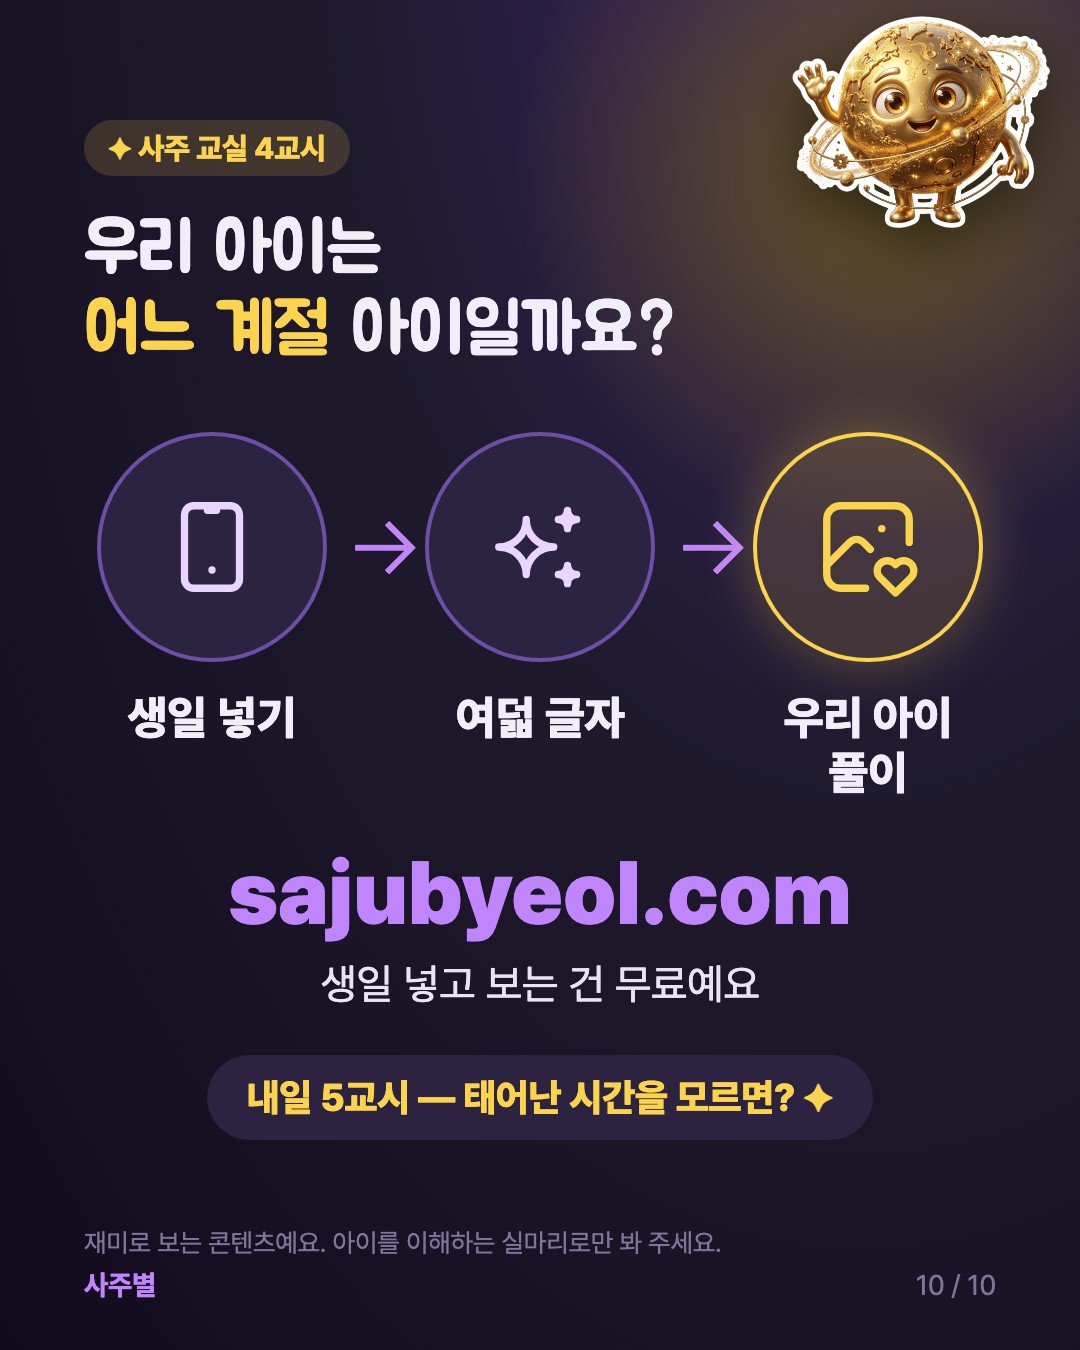 ✦ 사주 교실 4교시
우리 아이는
어느 계절 아이일까요?
생일 넣기
여덟 글자
우리 아이
풀이
sajubyeol.com
생일 넣고 보는 건 무료예요
내일 5교시 — 태어난 시간을 모르면? ✦
재미로 보는 콘텐츠예요. 아이를 이해하는 실마리로만 봐 주세요.
사주별
10 / 10